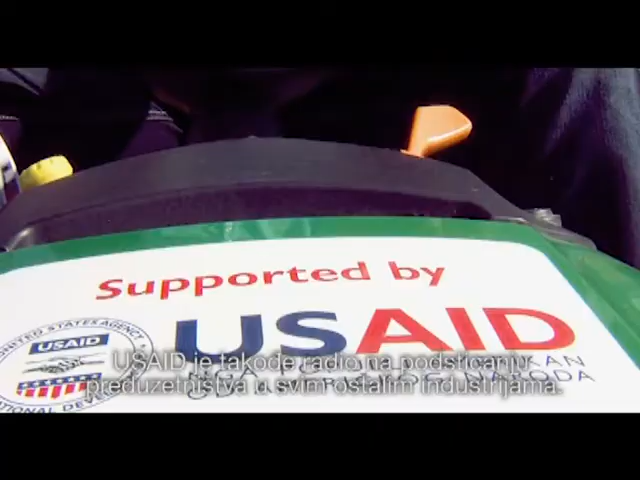 Supported by
USAID
UNITED STATES AGENCY
USAID
USAID je takođe radio na podsticanju
preduzetništva u svim ostalim industrijama.